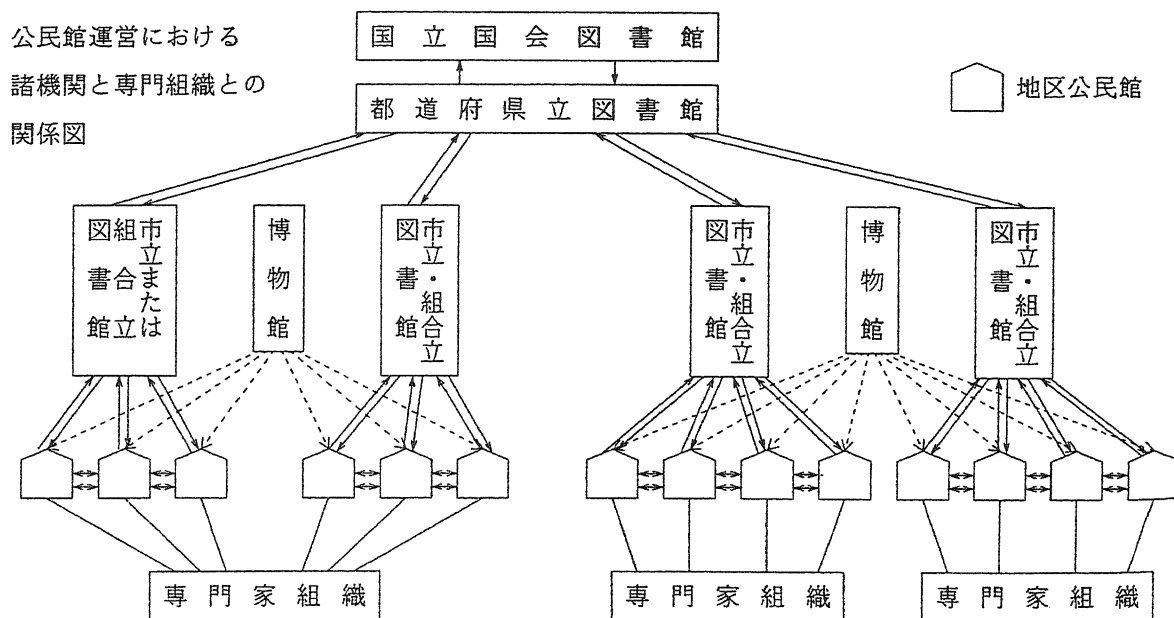 公民館運営における
諸機関と専門組織との
関係図
国立国会図書館
都道府県立図書館
地区公民館
市立または
組合立
図書館
博物館
市立・組合立
図書館
市立・組合立
図書館
博物館
市立・組合立
図書館
専門家組織
専門家組織
専門家組織